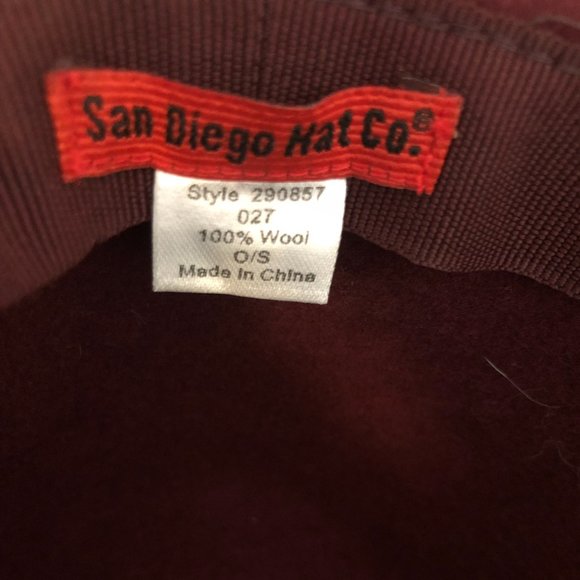 San Diego Hat Co.®
Style 290857
027
100% Wool
O/S
Made in China